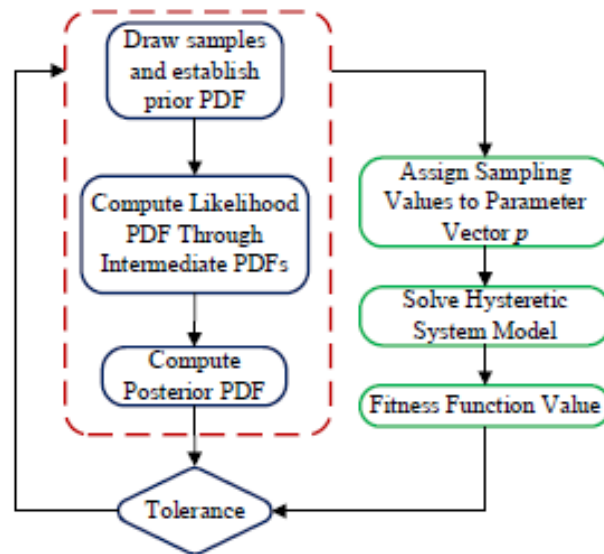 Draw samples
and establish
prior PDF
Compute Likelihood
PDF Through
Intermediate PDFs
Compute
Posterior PDF
Tolerance
Assign Sampling
Values to Parameter
Vector p
Solve Hysteretic
System Model
Fitness Function Value